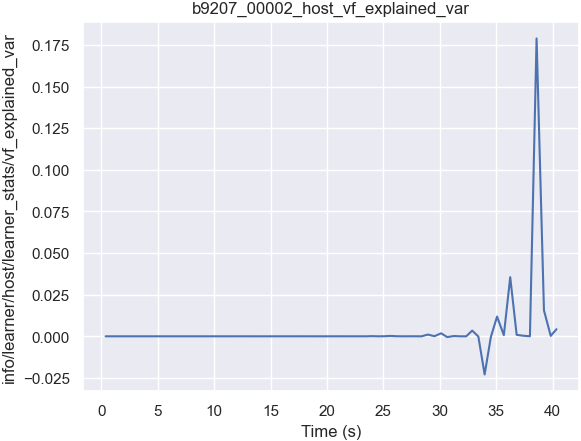 b9207_00002_host_vf_explained_var
info/learner/host/learner_stats/vf_explained_var
0.175
0.150
0.125
0.100
0.075
0.050
0.025
0.000
−0.025
0 5 10 15 20 25 30 35 40
Time (s)